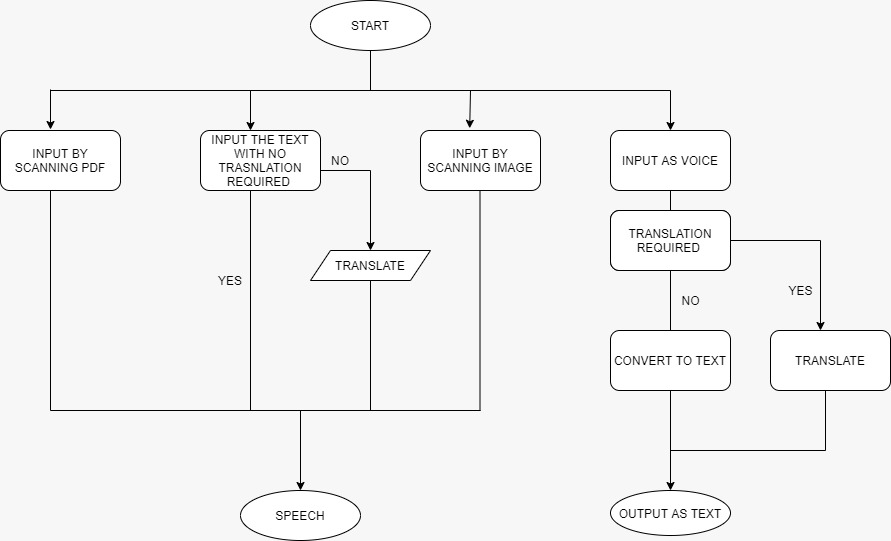 START
INPUT BY
SCANNING PDF
INPUT THE TEXT
WITH NO
TRASNLATION
REQUIRED
NO
INPUT BY
SCANNING IMAGE
INPUT AS VOICE
TRANSLATION
REQUIRED
TRANSLATE
YES
NO
YES
CONVERT TO TEXT
TRANSLATE
SPEECH
OUTPUT AS TEXT